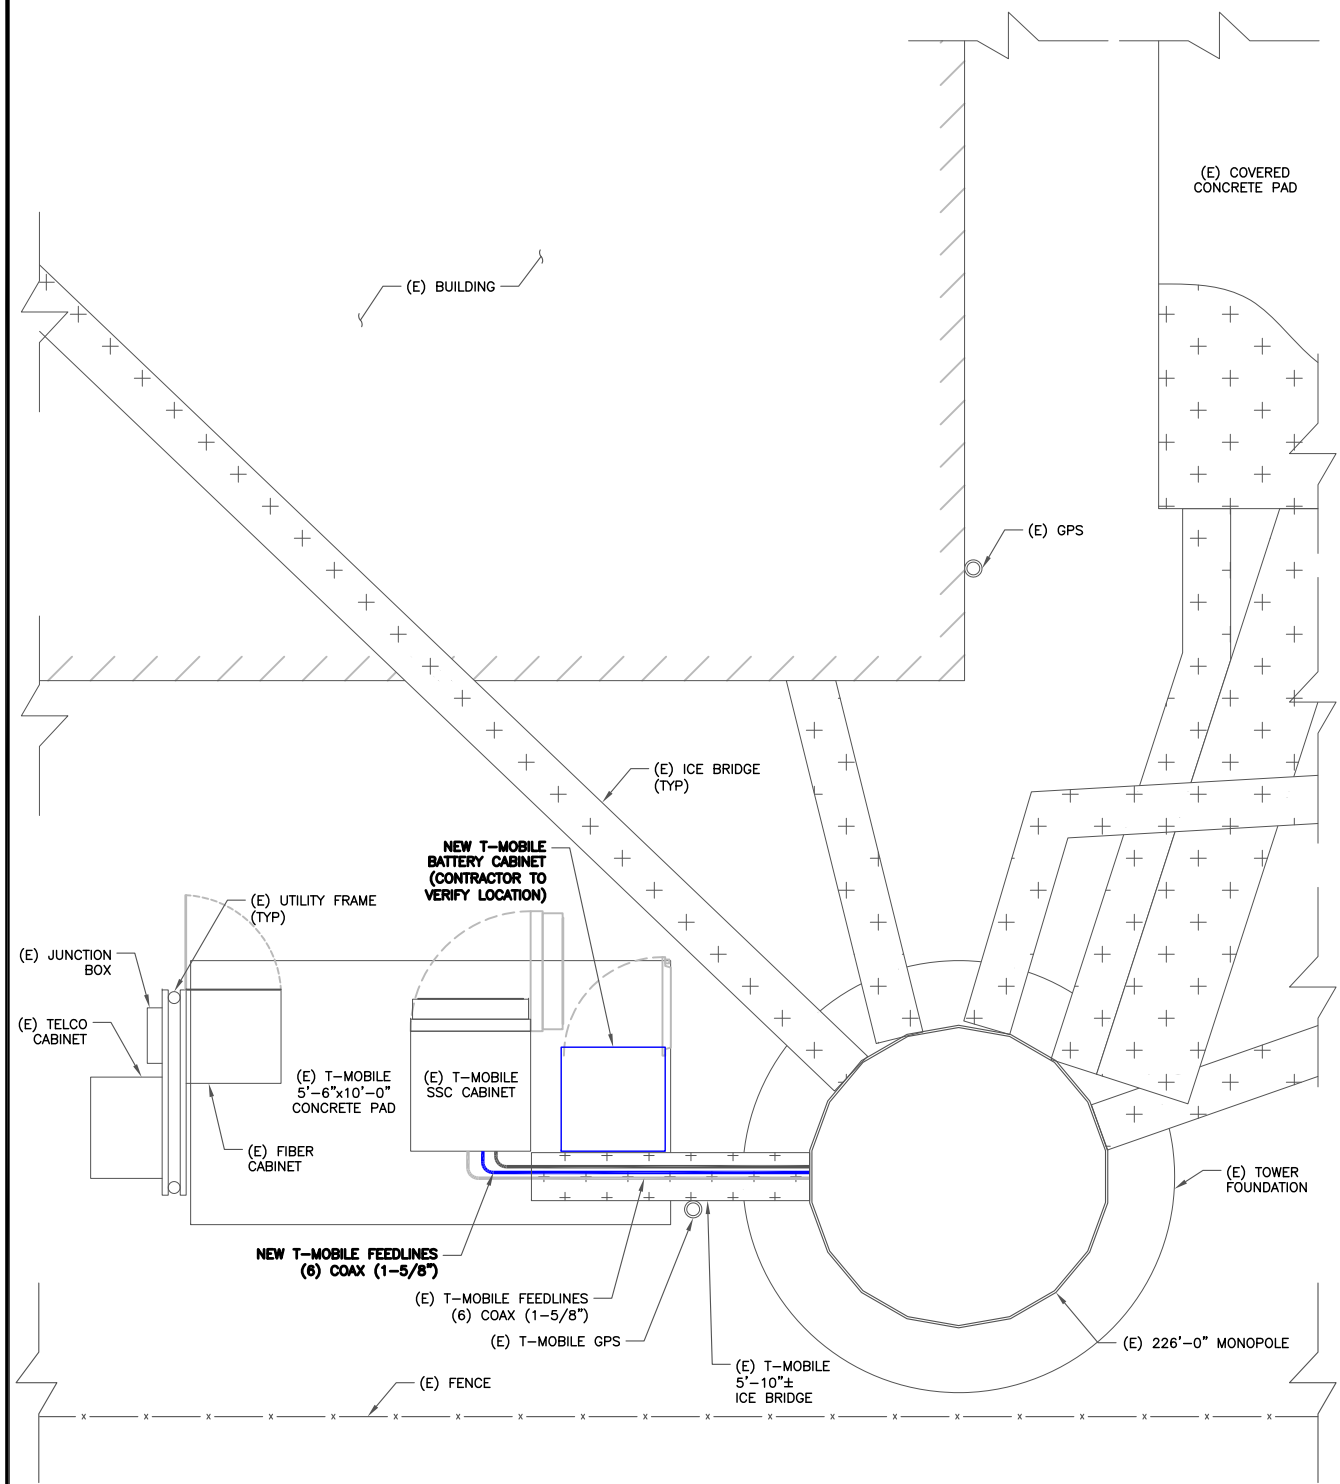 (E) COVERED
CONCRETE PAD
(E) BUILDING
(E) GPS
(E) ICE BRIDGE
(TYP)
NEW T-MOBILE
BATTERY CABINET
(CONTRACTOR TO
VERIFY LOCATION)
(E) UTILITY FRAME
(TYP)
(E) JUNCTION
BOX
(E) TELCO
CABINET
(E) T-MOBILE
5'-6"x10'-0"
CONCRETE PAD
(E) T-MOBILE
SSC CABINET
(E) FIBER
CABINET
(E) TOWER
FOUNDATION
NEW T-MOBILE FEEDLINES
(6) COAX (1-5/8")
(E) T-MOBILE FEEDLINES
(6) COAX (1-5/8")
(E) T-MOBILE GPS
(E) 226'-0" MONOPOLE
(E) T-MOBILE
5'-10"±
ICE BRIDGE
(E) FENCE